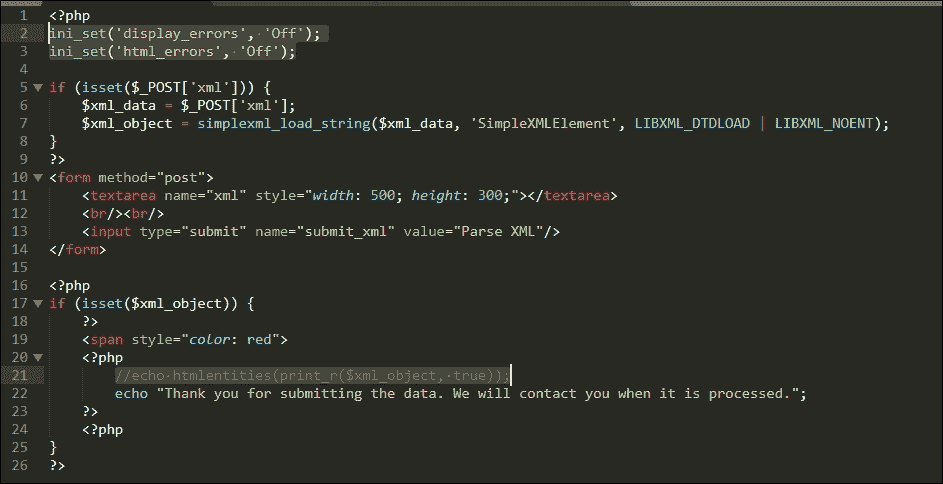 1 <?php
2 ini_set('display_errors', 'Off');
3 ini_set('html_errors', 'Off');
4
5 if (isset($_POST['xml'])) {
6 $xml_data = $_POST['xml'];
7 $xml_object = simplexml_load_string($xml_data, 'SimpleXMLElement', LIBXML_DTDLOAD | LIBXML_NOENT);
8 }
9 ?>
10 <form method="post">
11 <textarea name="xml" style="width: 500; height: 300;"></textarea>
12 <br/><br/>
13 <input type="submit" name="submit_xml" value="Parse XML"/>
14 </form>
15
16 <?php
17 if (isset($xml_object)) {
18 ?>
19 <span style="color: red">
20 <?php
21 //echo htmlentities(print_r($xml_object, true));
22 echo "Thank you for submitting the data. We will contact you when it is processed.";
23 ?>
24 <?php
25 }
26 ?>